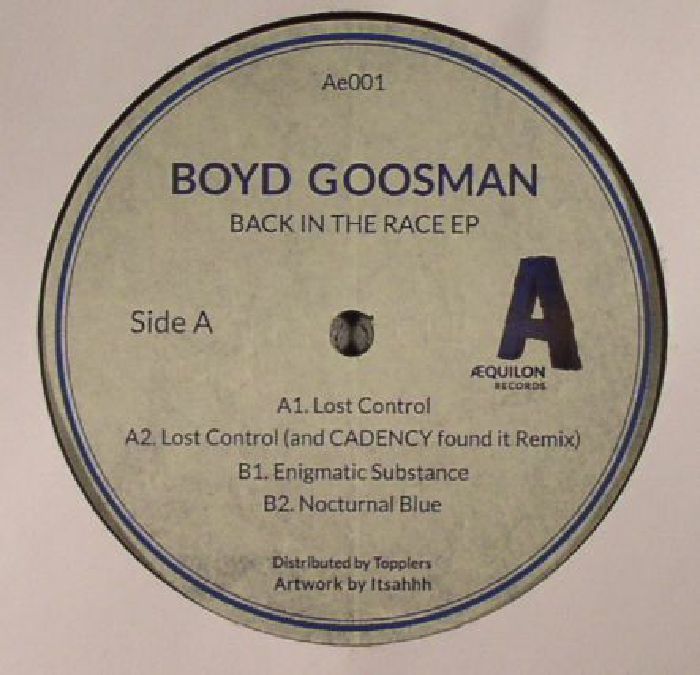 Ae001
BOYD GOOSMAN
BACK IN THE RACE EP
Side A
A
ÆQUILON
RECORDS
A1. Lost Control
A2. Lost Control (and CADENCY found it Remix)
B1. Enigmatic Substance
B2. Nocturnal Blue
Distributed by Topplers
Artwork by Itsahhh